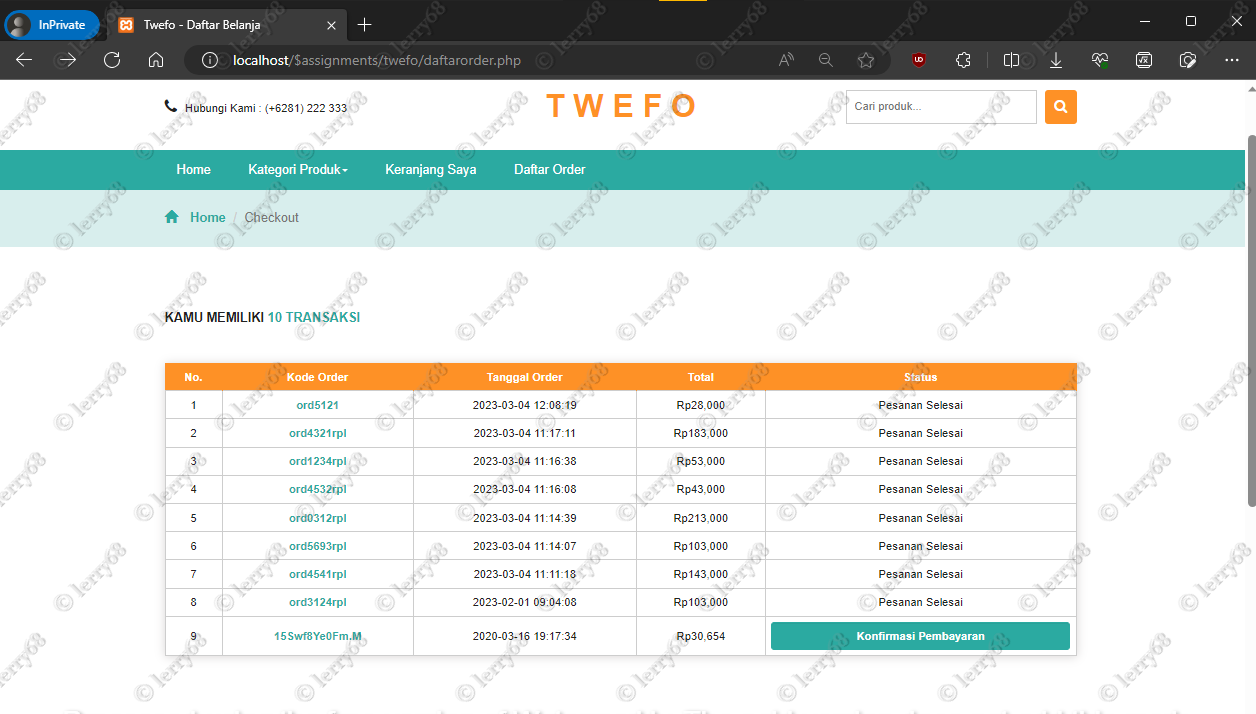 InPrivate
Twefo - Daftar Belanja
localhost/$assignments/twefo/daftarorder.php
Hubungi Kami : (+6281) 222 333
TWEFO
Cari produk...
Home Kategori Produk Keranjang Saya Daftar Order
Home / Checkout
KAMU MEMILIKI 10 TRANSAKSI
No. Kode Order Tanggal Order Total Status
1 ord5121 2023-03-04 12:08:19 Rp28,000 Pesanan Selesai
2 ord4321rpl 2023-03-04 11:17:11 Rp183,000 Pesanan Selesai
3 ord1234rpl 2023-03-04 11:16:38 Rp53,000 Pesanan Selesai
4 ord4532rpl 2023-03-04 11:16:08 Rp43,000 Pesanan Selesai
5 ord0312rpl 2023-03-04 11:14:39 Rp213,000 Pesanan Selesai
6 ord5693rpl 2023-03-04 11:14:07 Rp103,000 Pesanan Selesai
7 ord4541rpl 2023-03-04 11:11:18 Rp143,000 Pesanan Selesai
8 ord3124rpl 2023-02-01 09:04:08 Rp103,000 Pesanan Selesai
9 15Swf8Ye0Fm.M 2020-03-16 19:17:34 Rp30,654 Konfirmasi Pembayaran
© lerry68